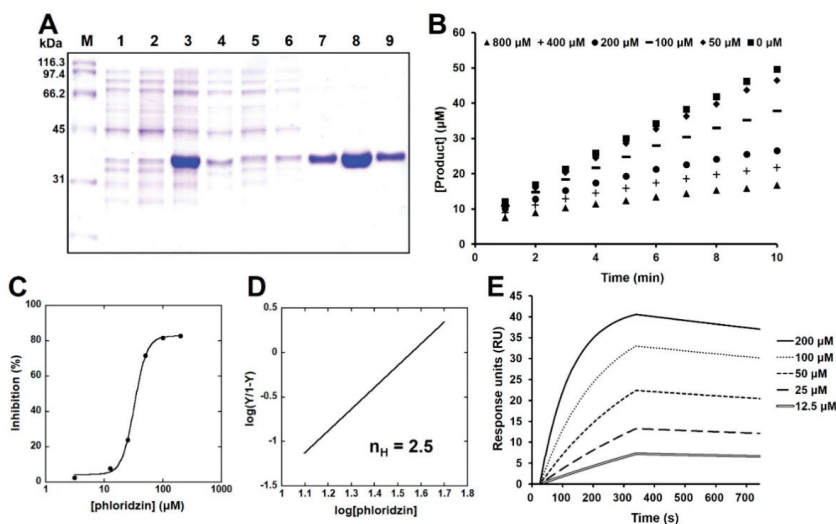 A
kDa M 1 2 3 4 5 6 7 8 9
116.3
97.4
66.2
45
31
B
▲ 800 µM + 400 µM ● 200 µM – 100 µM ◆ 50 µM ■ 0 µM
60
50
40
30
20
10
0
[Product] (µM)
0 2 4 6 8 10
Time (min)
C
100
80
60
40
20
0
Inhibition (%)
1 10 100 1000
[phloridzin] (µM)
D
0.5
0
-0.5
-1
-1.5
log(Y/1-Y)
nH = 2.5
1 1.1 1.2 1.3 1.4 1.5 1.6 1.7 1.8
log[phloridzin]
E
45
40
35
30
25
20
15
10
5
0
Response units (RU)
0 100 200 300 400 500 600 700
Time (s)
200 µM
100 µM
50 µM
25 µM
12.5 µM